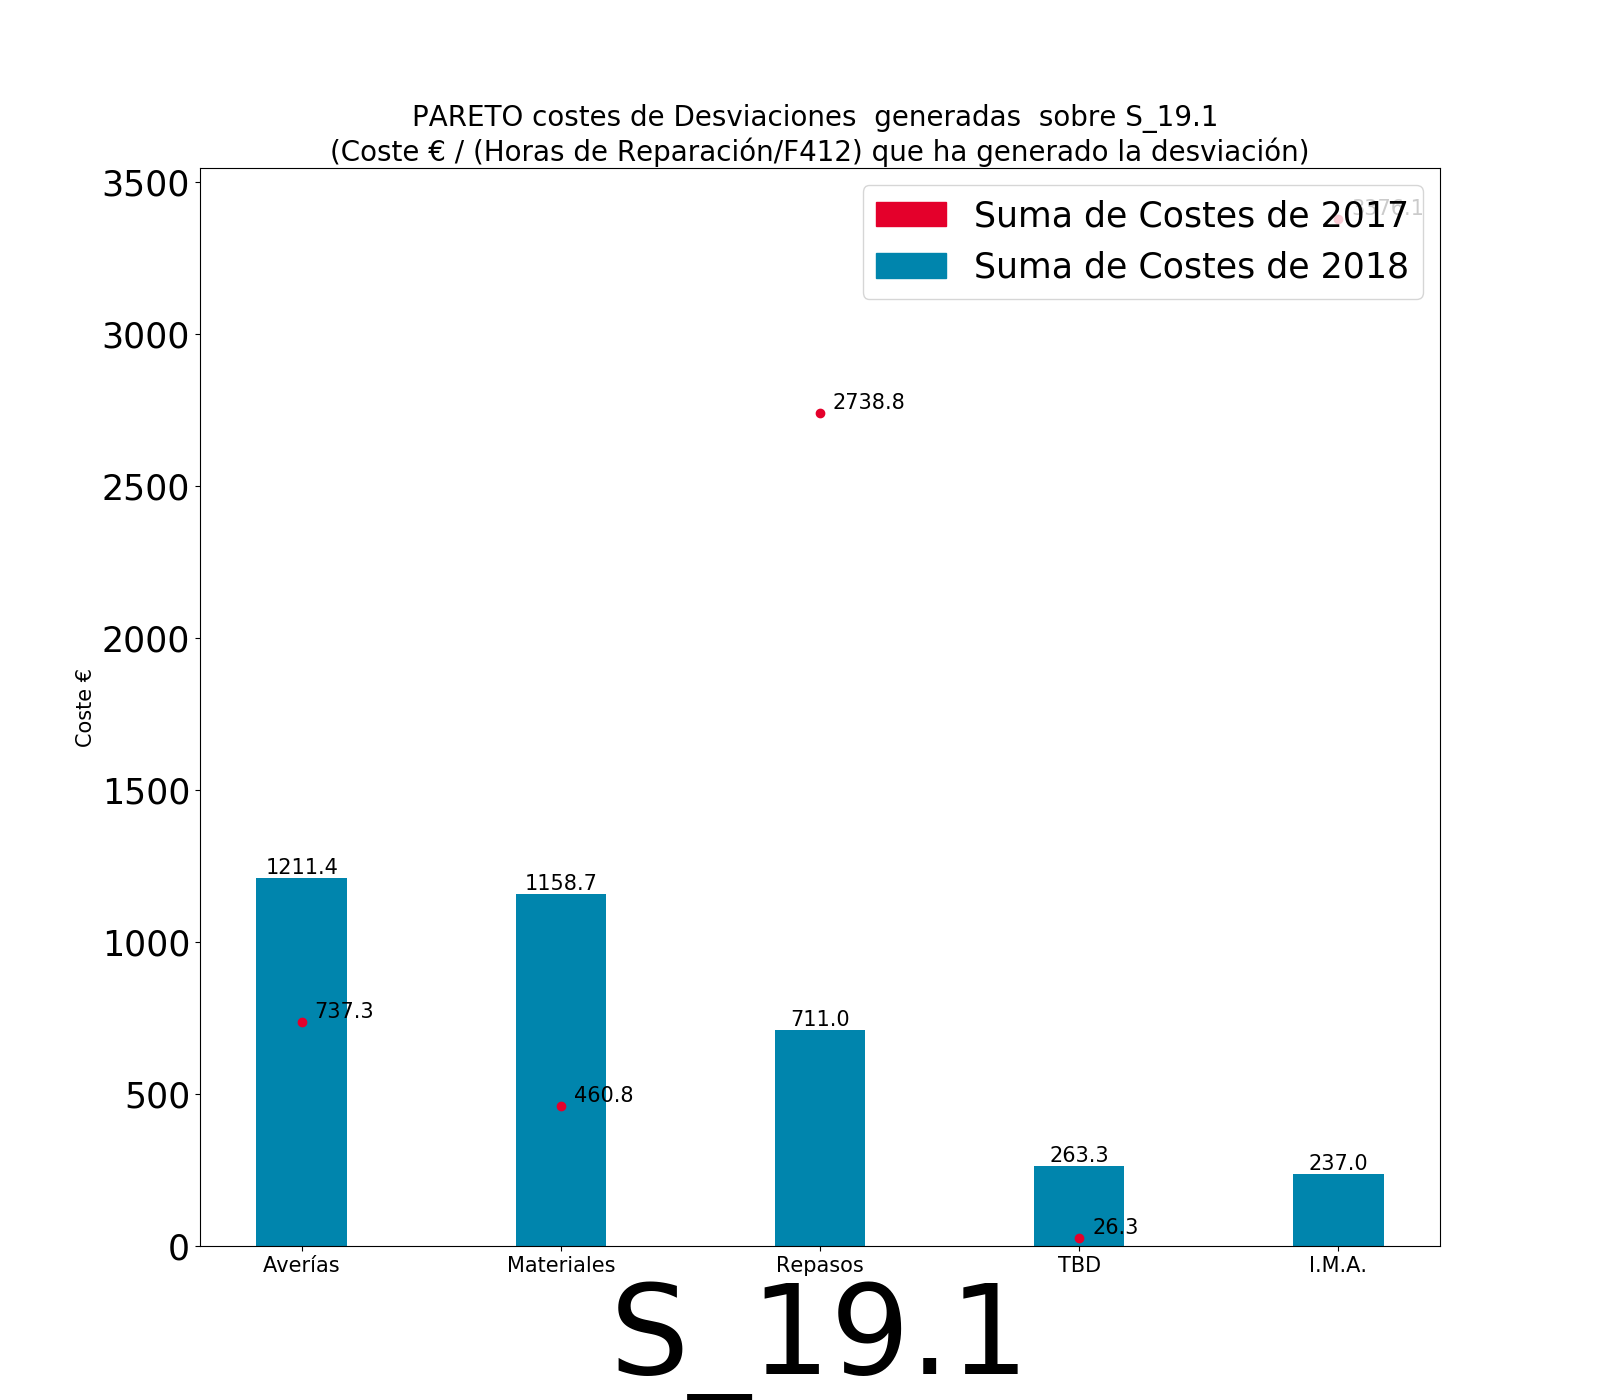 PARETO costes de Desviaciones  generadas  sobre S_19.1
(Coste € / (Horas de Reparación/F412) que ha generado la desviación)
3500
3000
2500
2000
1500
1000
500
0
Coste €
Suma de Costes de 2017
Suma de Costes de 2018
3376.1
2738.8
1211.4
1158.7
737.3
460.8
711.0
263.3
26.3
237.0
Averías
Materiales
Repasos
TBD
I.M.A.
S_19.1